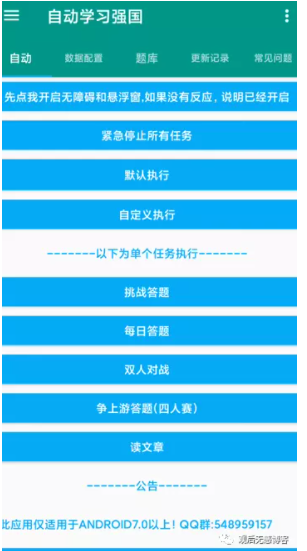 自动学习强国
自动 数据配置 题库 更新记录 常见问题
先点我开启无障碍和悬浮窗,如果没有反应，说明已经开启
紧急停止所有任务
默认执行
自定义执行
-------以下为单个任务执行-------
挑战答题
每日答题
双人对战
争上游答题(四人赛)
读文章
-------公告-------
此应用仅适用于ANDROID7.0以上！QQ群:548959157
观后无感博客